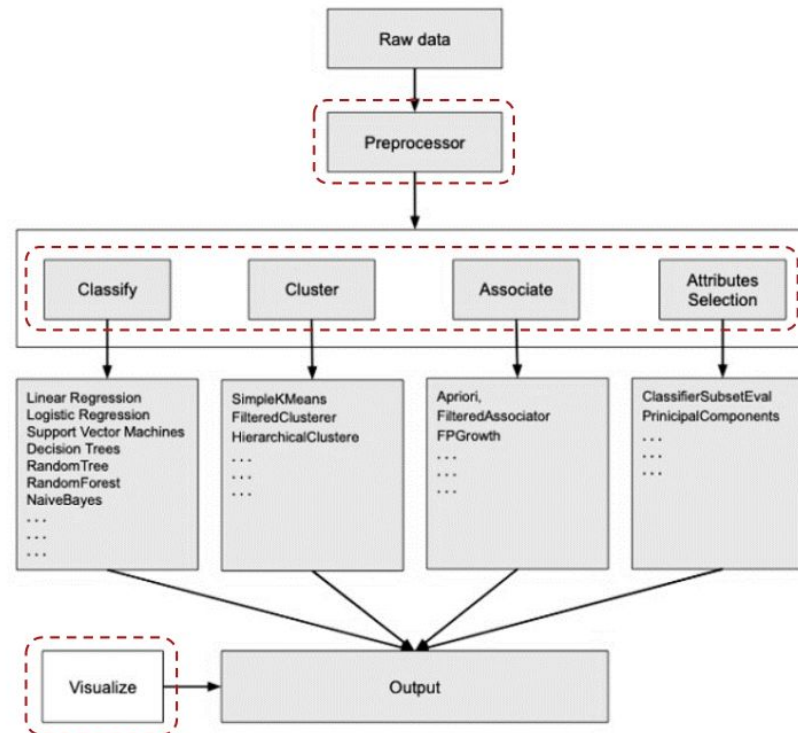 Raw data
Preprocessor
Classify
Cluster
Associate
Attributes
Selection
Linear Regression
Logistic Regression
Support Vector Machines
Decision Trees
RandomTree
RandomForest
NaiveBayes
. . .
. . .
. . .
SimpleKMeans
FilteredClusterer
HierarchicalClustere
. . .
. . .
. . .
Apriori,
FilteredAssociator
FPGrowth
. . .
. . .
. . .
ClassifierSubsetEval
PrinicipalComponents
. . .
. . .
. . .
Visualize
Output